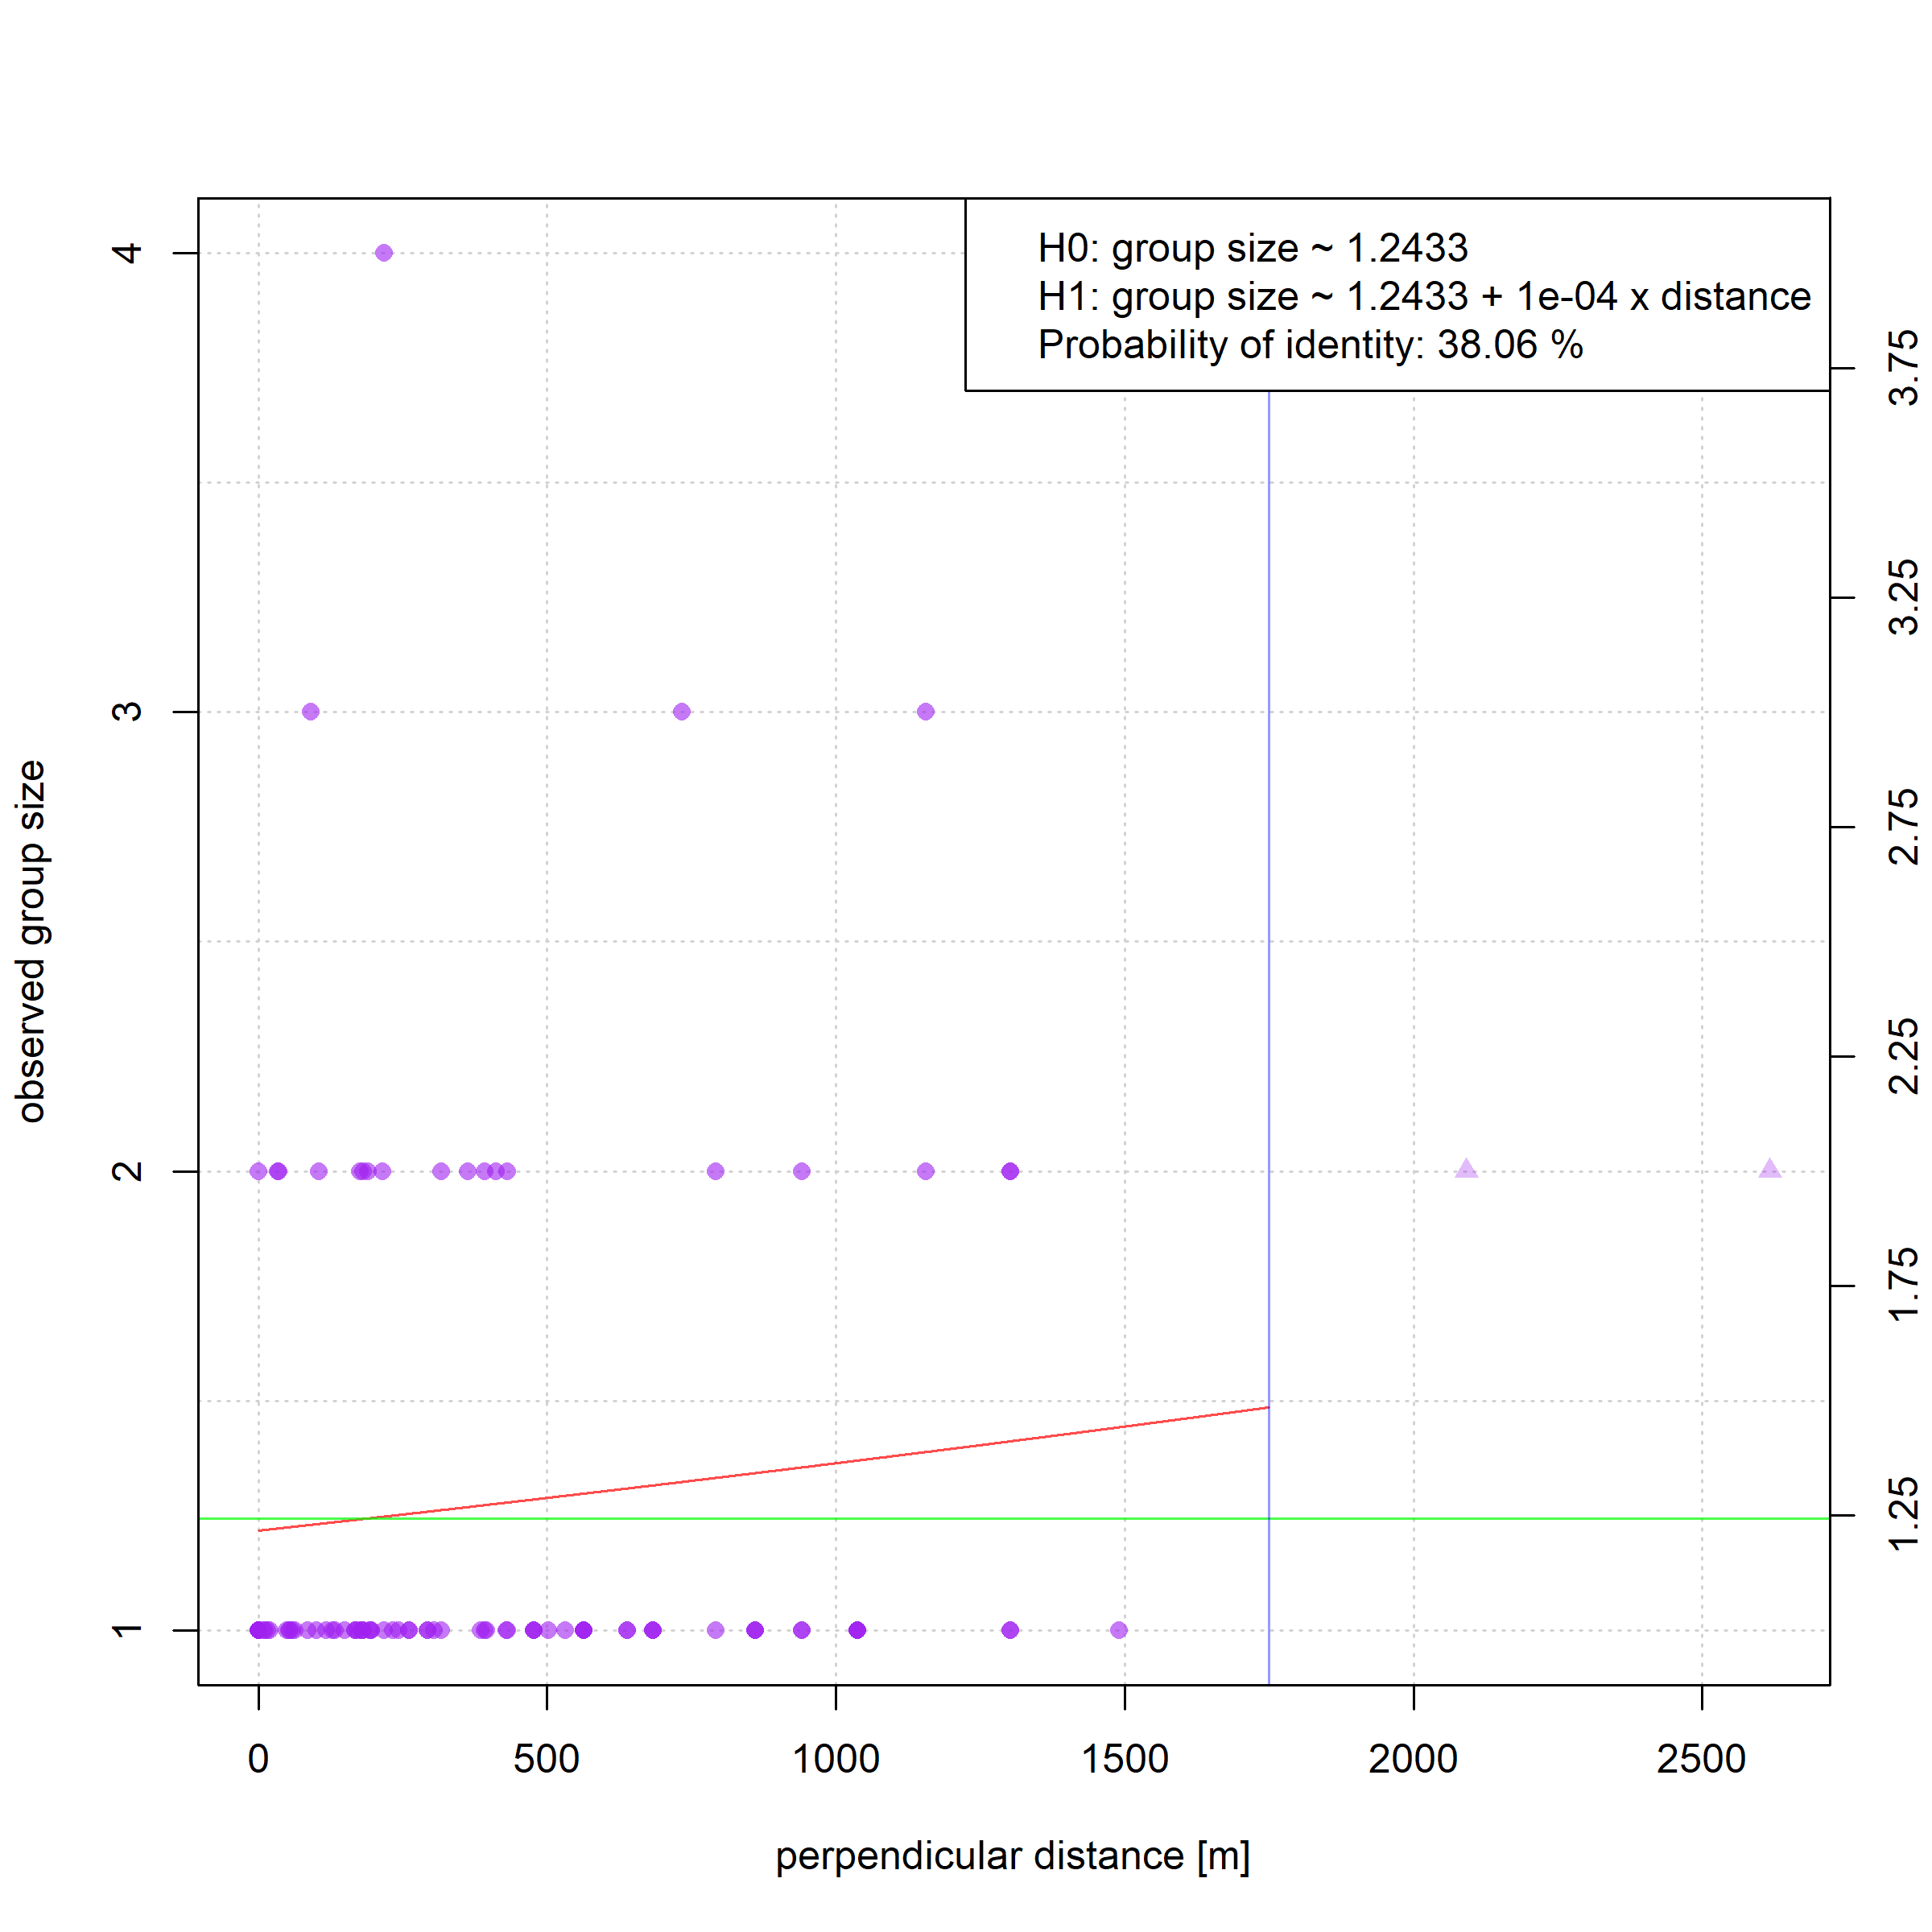 H0: group size ~ 1.2433
H1: group size ~ 1.2433 + 1e-04 x distance
Probability of identity: 38.06 %
observed group size
4
3
2
1
3.75
3.25
2.75
2.25
1.75
1.25
0 500 1000 1500 2000 2500
perpendicular distance [m]